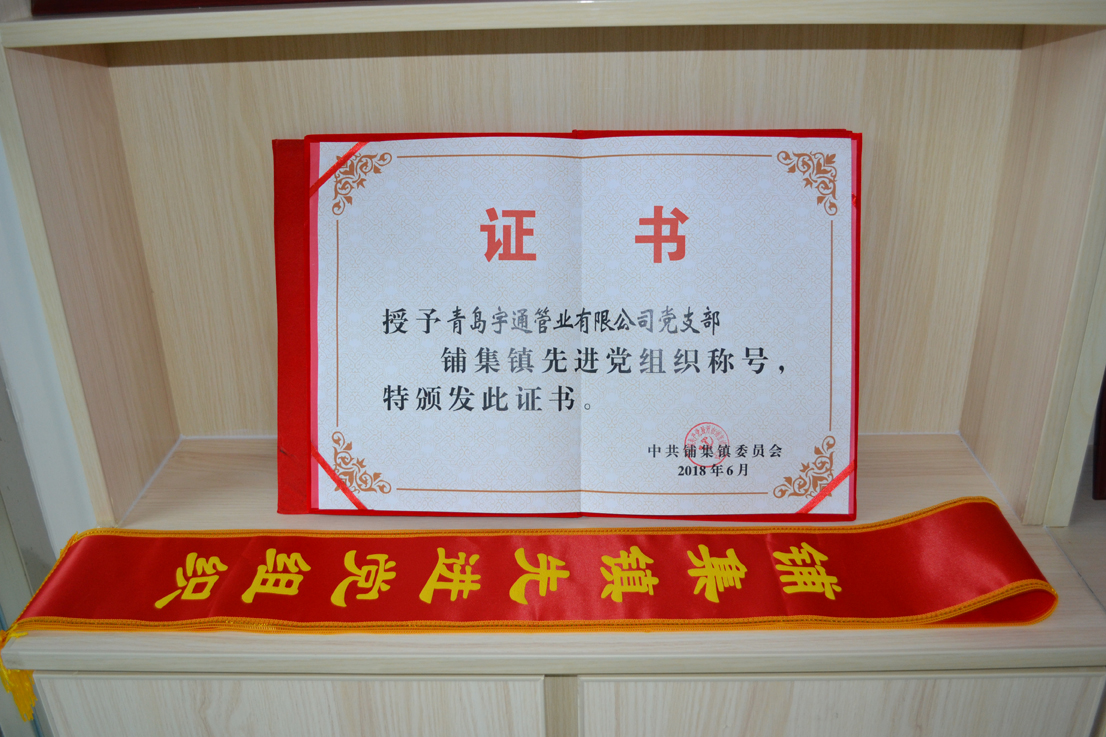 证 书
授予青岛宇通管业有限公司党支部
铺集镇先进党组织称号，
特颁发此证书。
中共铺集镇委员会
2018年6月
铺集镇先进党组织